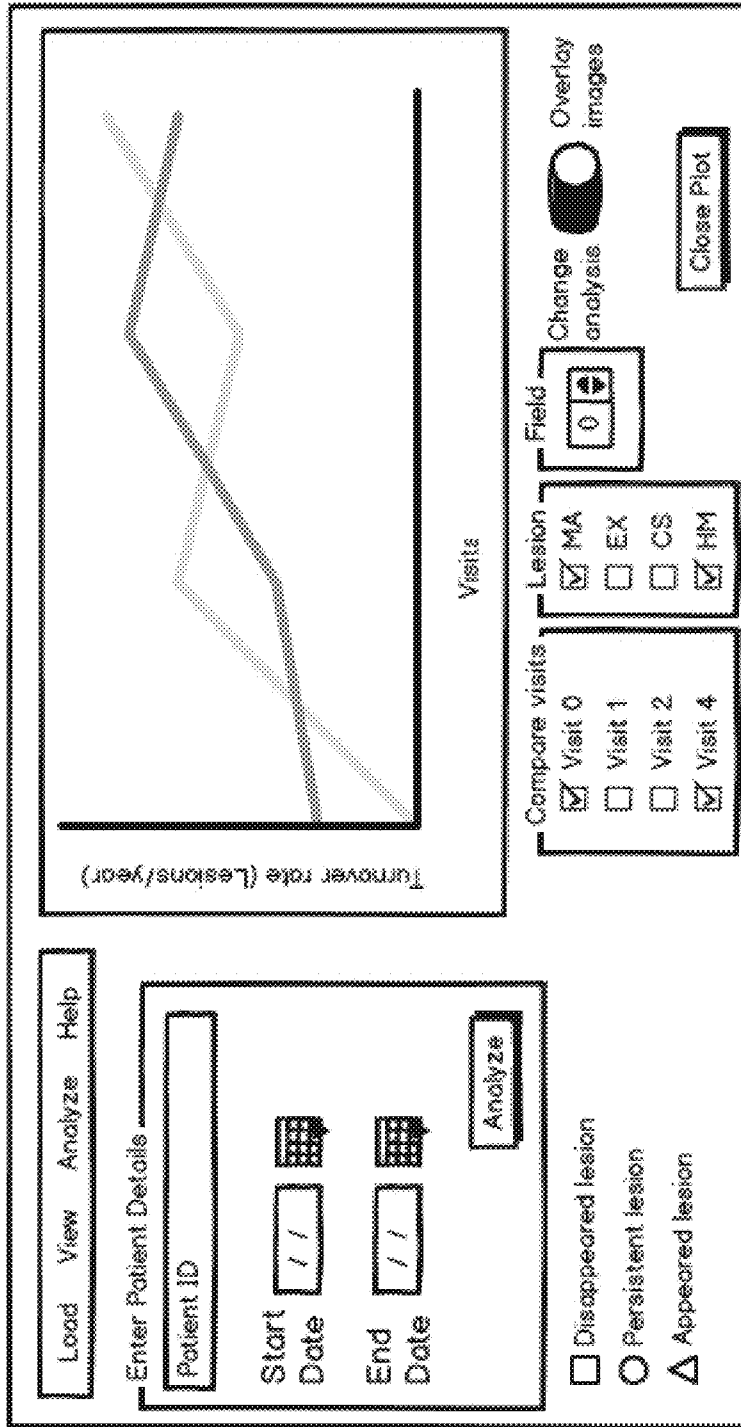 Load View Analyze Help
Enter Patient Details
Patient ID
Start
Date
/ /
End
Date
/ /
Analyze
Disappeared lesion
Persistent lesion
Appeared lesion
Turnover rate (Lesions/year)
Visits
Compare visits
Visit 0
Visit 1
Visit 2
Visit 4
Lesion
MA
EX
CS
HM
Field
0
Change
analysis
Overlay
images
Close Plot